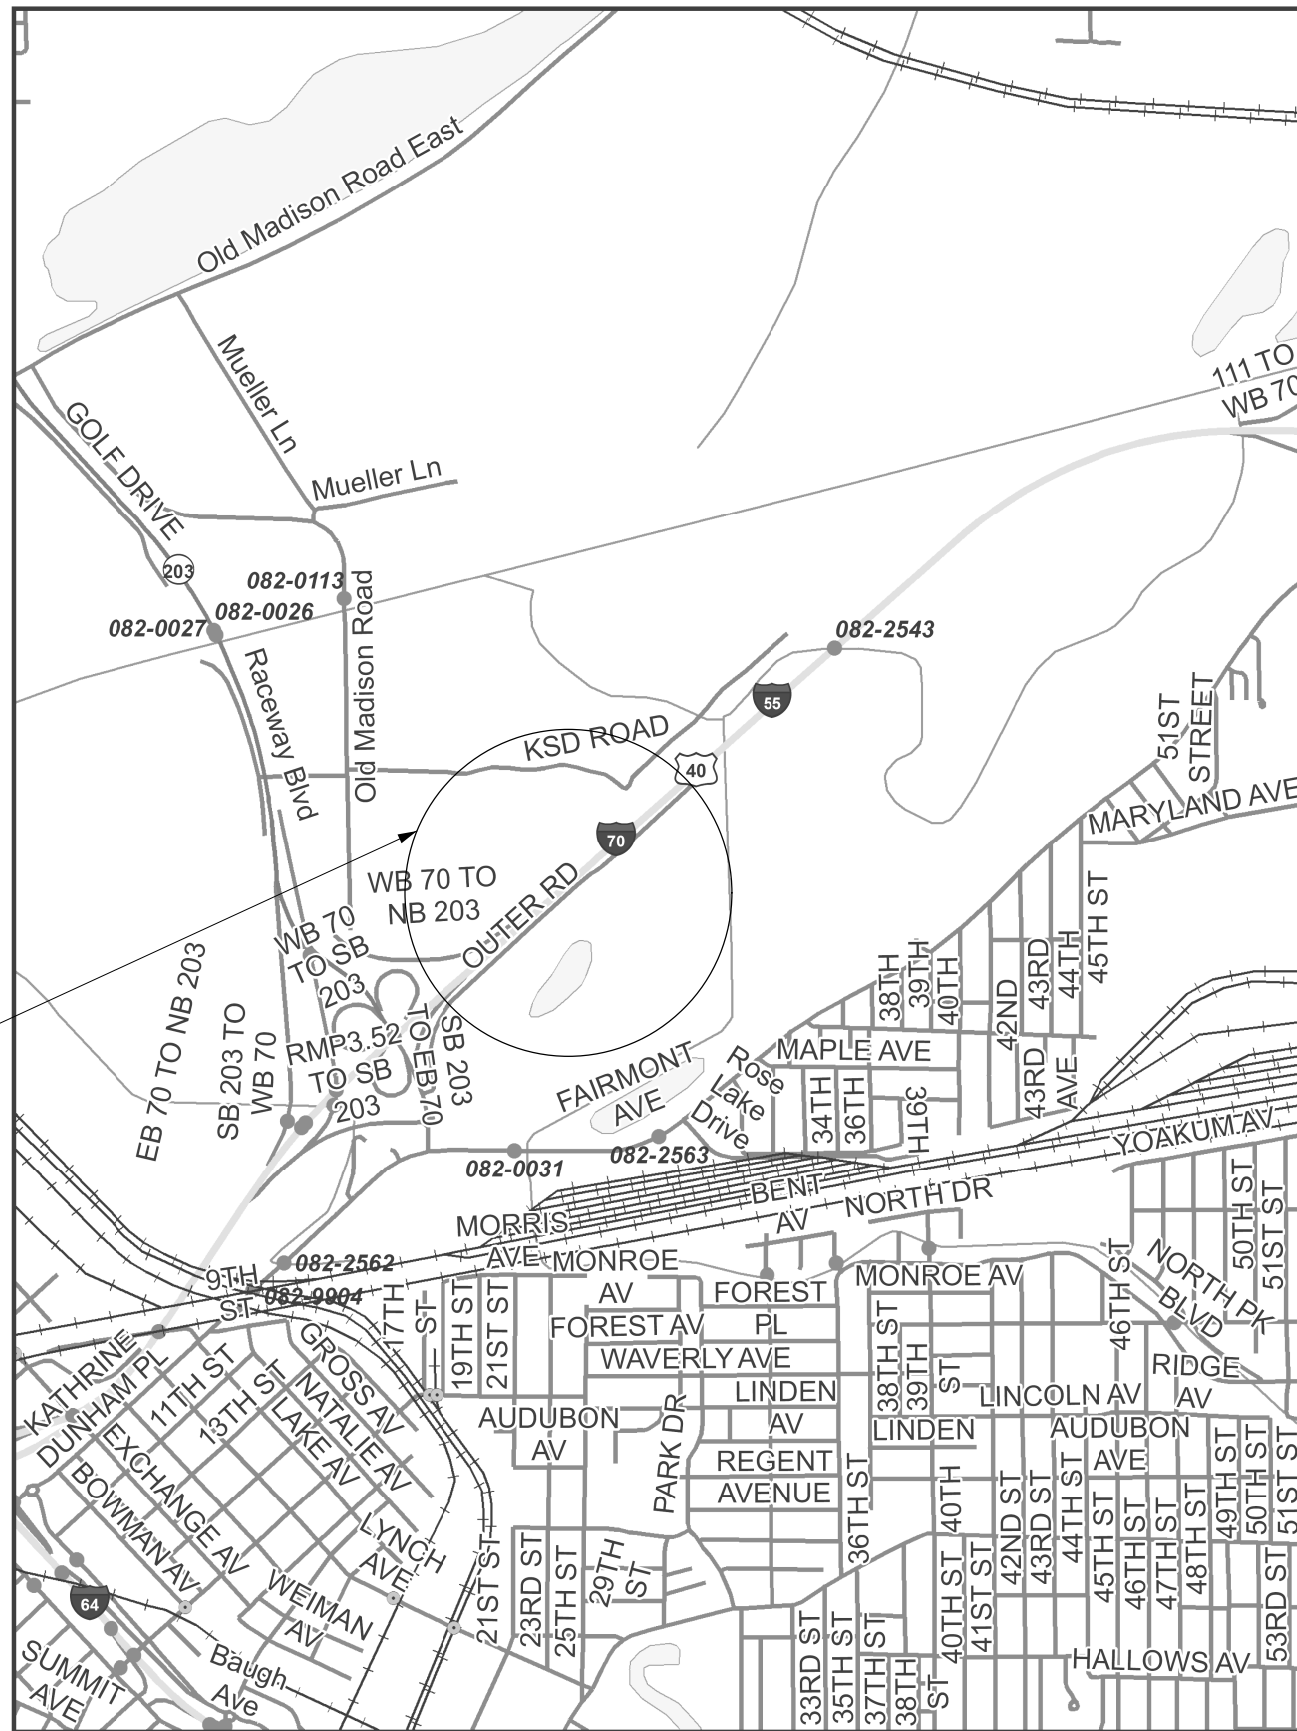 Old Madison Road East
Mueller Ln
111 TO
WB 70
GOLF DRIVE
Mueller Ln
203
082-0113
082-0026
082-0027
Old Madison Road
082-2543
Raceway Blvd
55
51ST
STREET
KSD ROAD
40
MARYLAND AVE
70
WB 70 TO
NB 203
OUTER RD
WB 70
TO SB
203
45TH ST
44TH
43RD
42ND
40TH
39TH
38TH
EB 70 TO NB 203
SB 203 TO
WB 70
RMP3.52
TO SB
203
TO EB 70
SB 203
MAPLE AVE
FAIRMONT
AVE
Rose
Lake
Drive
34TH
36TH
39TH
43RD
AVE
YOAKUM AV
082-0031
082-2563
BENT
AV
NORTH DR
MORRIS
AVE
MONROE
AV
50TH ST
51ST ST
082-2562
9TH
ST
082-9904
17TH
ST
19TH ST
21ST ST
FOREST
PL
MONROE AV
46TH ST
NORTH PK
BLVD
FOREST AV
WAVERLY AVE
38TH ST
39TH
ST
RIDGE
AV
KATHRINE
DUNHAM PL
11TH ST
13TH ST
GROSS AV
NATALIE AV
LAKE AV
LINDEN
AV
LINCOLN AV
AUDUBON
AV
PARK DR
LINDEN
AUDUBON
AVE
EXCHANGE AV
BOWMAN AV
REGENT
AVENUE
36TH ST
40TH
42ND ST
43RD ST
44TH ST
45TH ST
46TH ST
47TH ST
48TH ST
49TH ST
50TH ST
51ST ST
LYNCH
AVE
21ST ST
23RD ST
25TH ST
29TH
ST
40TH ST
41ST ST
53RD ST
64
WEIMAN
AV
SUMMIT
AVE
Baugh
Ave
33RD ST
35TH ST
37TH ST
38TH
ST
HALLOWS AV